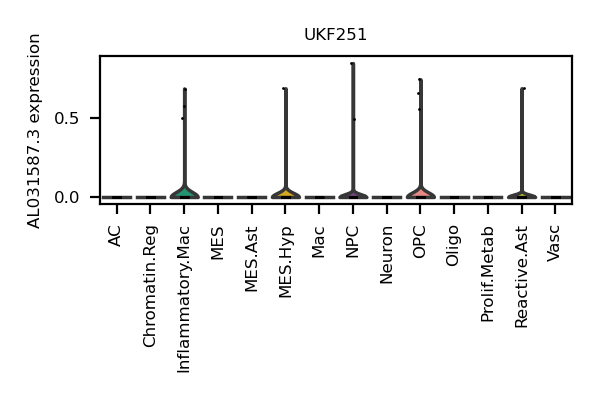 UKF251
AL031587.3 expression
0.5
0.0
AC
Chromatin.Reg
Inflammatory.Mac
MES
MES.Ast
MES.Hyp
Mac
NPC
Neuron
OPC
Oligo
Prolif.Metab
Reactive.Ast
Vasc